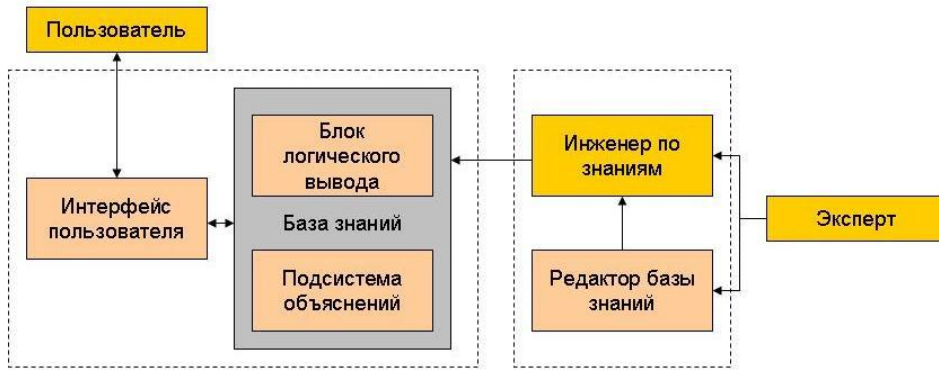 Пользователь
Интерфейс
пользователя
Блок
логического
вывода
База знаний
Подсистема
объяснений
Инженер по
знаниям
Редактор базы
знаний
Эксперт